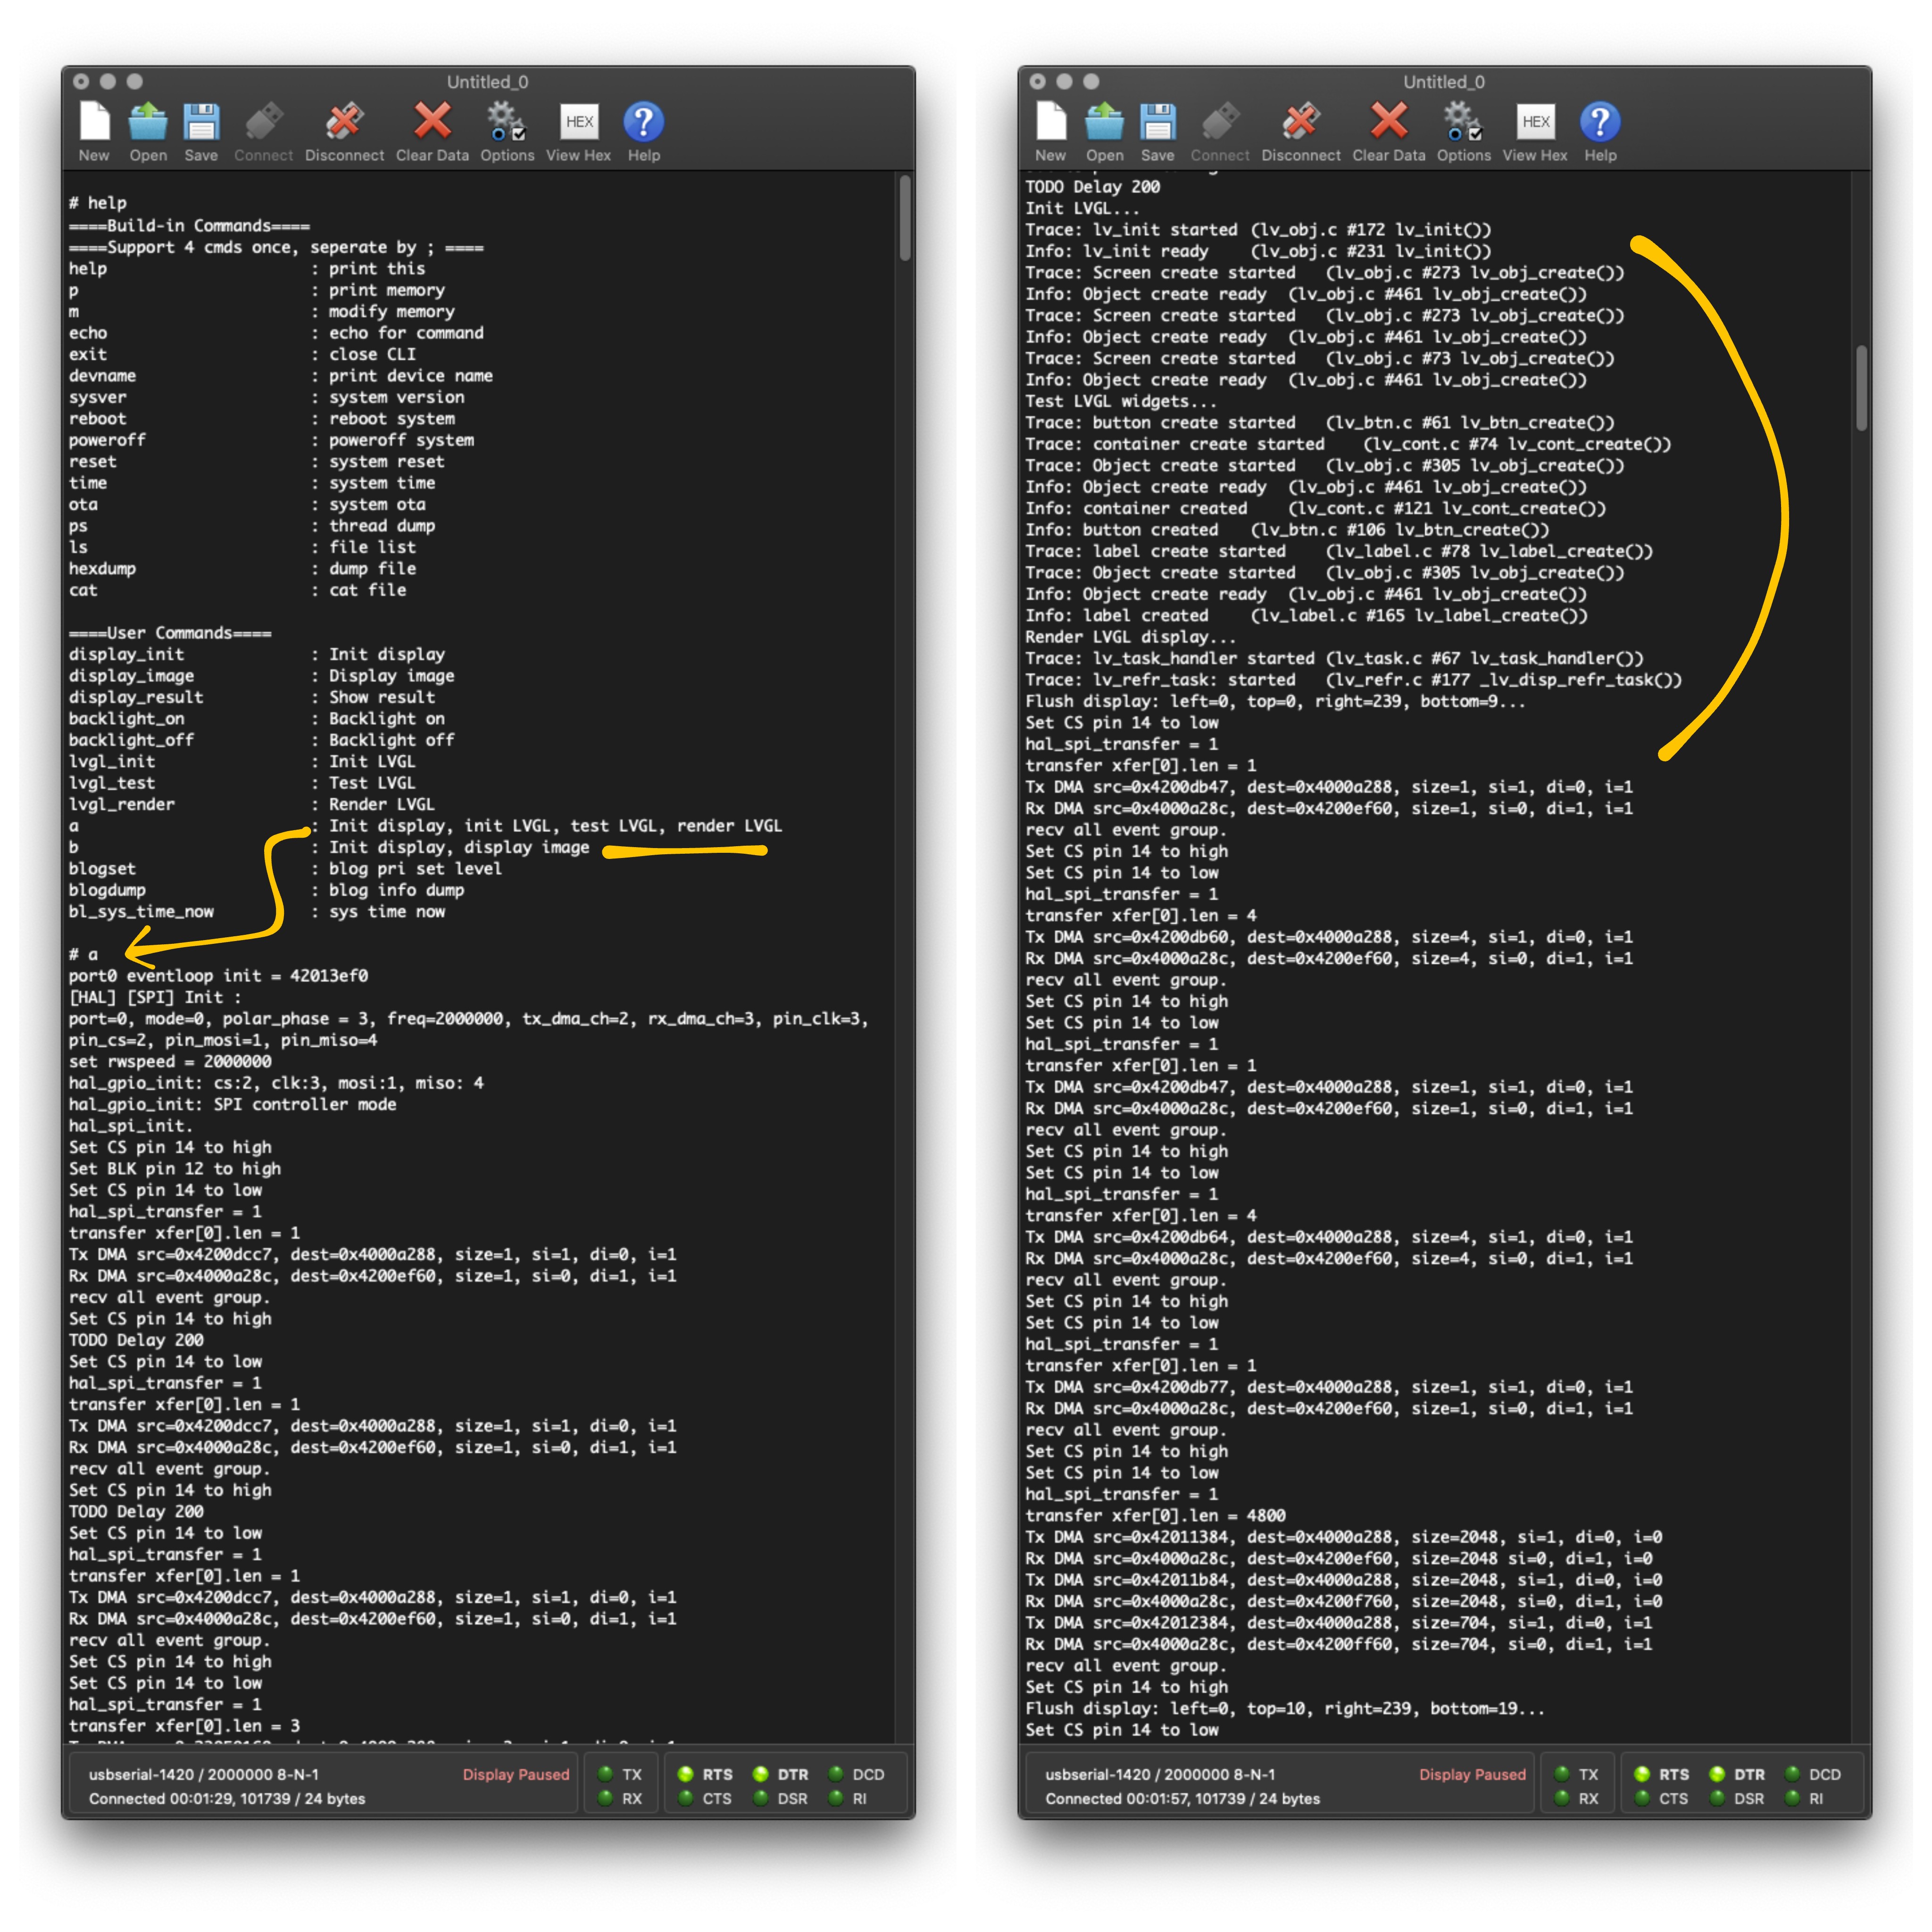 Untitled_0
New Open Save Connect Disconnect Clear Data Options View Hex Help
HEX
# help
====Build-in Commands====
====Support 4 cmds once, seperate by ; ====
help : print this
p : print memory
m : modify memory
echo : echo for command
exit : close CLI
devname : print device name
sysver : system version
reboot : reboot system
poweroff : poweroff system
reset : system reset
time : system time
ota : system ota
ps : thread dump
ls : file list
hexdump : dump file
cat : cat file
====User Commands====
display_init : Init display
display_image : Display image
display_result : Show result
backlight_on : Backlight on
backlight_off : Backlight off
lvgl_init : Init LVGL
lvgl_test : Test LVGL
lvgl_render : Render LVGL
a : Init display, init LVGL, test LVGL, render LVGL
b : Init display, display image
blogset : blog pri set level
blogdump : blog info dump
bl_sys_time_now : sys time now
# a
port0 eventloop init = 42013ef0
[HAL] [SPI] Init :
port=0, mode=0, polar_phase = 3, freq=2000000, tx_dma_ch=2, rx_dma_ch=3, pin_clk=3,
pin_cs=2, pin_mosi=1, pin_miso=4
set rwspeed = 2000000
hal_gpio_init: cs:2, clk:3, mosi:1, miso: 4
hal_gpio_init: SPI controller mode
hal_spi_init.
Set CS pin 14 to high
Set BLK pin 12 to high
Set CS pin 14 to low
hal_spi_transfer = 1
transfer xfer[0].len = 1
Tx DMA src=0x4200dcc7, dest=0x4000a288, size=1, si=1, di=0, i=1
Rx DMA src=0x4000a28c, dest=0x4200ef60, size=1, si=0, di=1, i=1
recv all event group.
Set CS pin 14 to high
TODO Delay 200
Set CS pin 14 to low
hal_spi_transfer = 1
transfer xfer[0].len = 1
Tx DMA src=0x4200dcc7, dest=0x4000a288, size=1, si=1, di=0, i=1
Rx DMA src=0x4000a28c, dest=0x4200ef60, size=1, si=0, di=1, i=1
recv all event group.
Set CS pin 14 to high
TODO Delay 200
Set CS pin 14 to low
hal_spi_transfer = 1
transfer xfer[0].len = 1
Tx DMA src=0x4200dcc7, dest=0x4000a288, size=1, si=1, di=0, i=1
Rx DMA src=0x4000a28c, dest=0x4200ef60, size=1, si=0, di=1, i=1
recv all event group.
Set CS pin 14 to high
Set CS pin 14 to low
hal_spi_transfer = 1
transfer xfer[0].len = 3
usbserial-1420 / 2000000 8-N-1 Display Paused TX RTS DTR DCD
Connected 00:01:29, 101739 / 24 bytes RX CTS DSR RI
Untitled_0
New Open Save Connect Disconnect Clear Data Options View Hex Help
HEX
TODO Delay 200
Init LVGL...
Trace: lv_init started (lv_obj.c #172 lv_init())
Info: lv_init ready (lv_obj.c #231 lv_init())
Trace: Screen create started (lv_obj.c #273 lv_obj_create())
Info: Object create ready (lv_obj.c #461 lv_obj_create())
Trace: Screen create started (lv_obj.c #273 lv_obj_create())
Info: Object create ready (lv_obj.c #461 lv_obj_create())
Trace: Screen create started (lv_obj.c #73 lv_obj_create())
Info: Object create ready (lv_obj.c #461 lv_obj_create())
Test LVGL widgets...
Trace: button create started (lv_btn.c #61 lv_btn_create())
Trace: container create started (lv_cont.c #74 lv_cont_create())
Trace: Object create started (lv_obj.c #305 lv_obj_create())
Info: Object create ready (lv_obj.c #461 lv_obj_create())
Info: container created (lv_cont.c #121 lv_cont_create())
Info: button created (lv_btn.c #106 lv_btn_create())
Trace: label create started (lv_label.c #78 lv_label_create())
Trace: Object create started (lv_obj.c #305 lv_obj_create())
Info: Object create ready (lv_obj.c #461 lv_obj_create())
Info: label created (lv_label.c #165 lv_label_create())
Render LVGL display...
Trace: lv_task_handler started (lv_task.c #67 lv_task_handler())
Trace: lv_refr_task: started (lv_refr.c #177 _lv_disp_refr_task())
Flush display: left=0, top=0, right=239, bottom=9...
Set CS pin 14 to low
hal_spi_transfer = 1
transfer xfer[0].len = 1
Tx DMA src=0x4200db47, dest=0x4000a288, size=1, si=1, di=0, i=1
Rx DMA src=0x4000a28c, dest=0x4200ef60, size=1, si=0, di=1, i=1
recv all event group.
Set CS pin 14 to high
Set CS pin 14 to low
hal_spi_transfer = 1
transfer xfer[0].len = 4
Tx DMA src=0x4200db60, dest=0x4000a288, size=4, si=1, di=0, i=1
Rx DMA src=0x4000a28c, dest=0x4200ef60, size=4, si=0, di=1, i=1
recv all event group.
Set CS pin 14 to high
Set CS pin 14 to low
hal_spi_transfer = 1
transfer xfer[0].len = 1
Tx DMA src=0x4200db47, dest=0x4000a288, size=1, si=1, di=0, i=1
Rx DMA src=0x4000a28c, dest=0x4200ef60, size=1, si=0, di=1, i=1
recv all event group.
Set CS pin 14 to high
Set CS pin 14 to low
hal_spi_transfer = 1
transfer xfer[0].len = 4
Tx DMA src=0x4200db64, dest=0x4000a288, size=4, si=1, di=0, i=1
Rx DMA src=0x4000a28c, dest=0x4200ef60, size=4, si=0, di=1, i=1
recv all event group.
Set CS pin 14 to high
Set CS pin 14 to low
hal_spi_transfer = 1
transfer xfer[0].len = 1
Tx DMA src=0x4200db77, dest=0x4000a288, size=1, si=1, di=0, i=1
Rx DMA src=0x4000a28c, dest=0x4200ef60, size=1, si=0, di=1, i=1
recv all event group.
Set CS pin 14 to high
Set CS pin 14 to low
hal_spi_transfer = 1
transfer xfer[0].len = 4800
Tx DMA src=0x42011384, dest=0x4000a288, size=2048, si=1, di=0, i=0
Rx DMA src=0x4000a28c, dest=0x4200ef60, size=2048 si=0, di=1, i=0
Tx DMA src=0x42011b84, dest=0x4000a288, size=2048, si=1, di=0, i=0
Rx DMA src=0x4000a28c, dest=0x4200f760, size=2048, si=0, di=1, i=0
Tx DMA src=0x42012384, dest=0x4000a288, size=704, si=1, di=0, i=1
Rx DMA src=0x4000a28c, dest=0x4200ff60, size=704, si=0, di=1, i=1
recv all event group.
Set CS pin 14 to high
Flush display: left=0, top=10, right=239, bottom=19...
Set CS pin 14 to low
usbserial-1420 / 2000000 8-N-1 Display Paused TX RTS DTR DCD
Connected 00:01:57, 101739 / 24 bytes RX CTS DSR RI